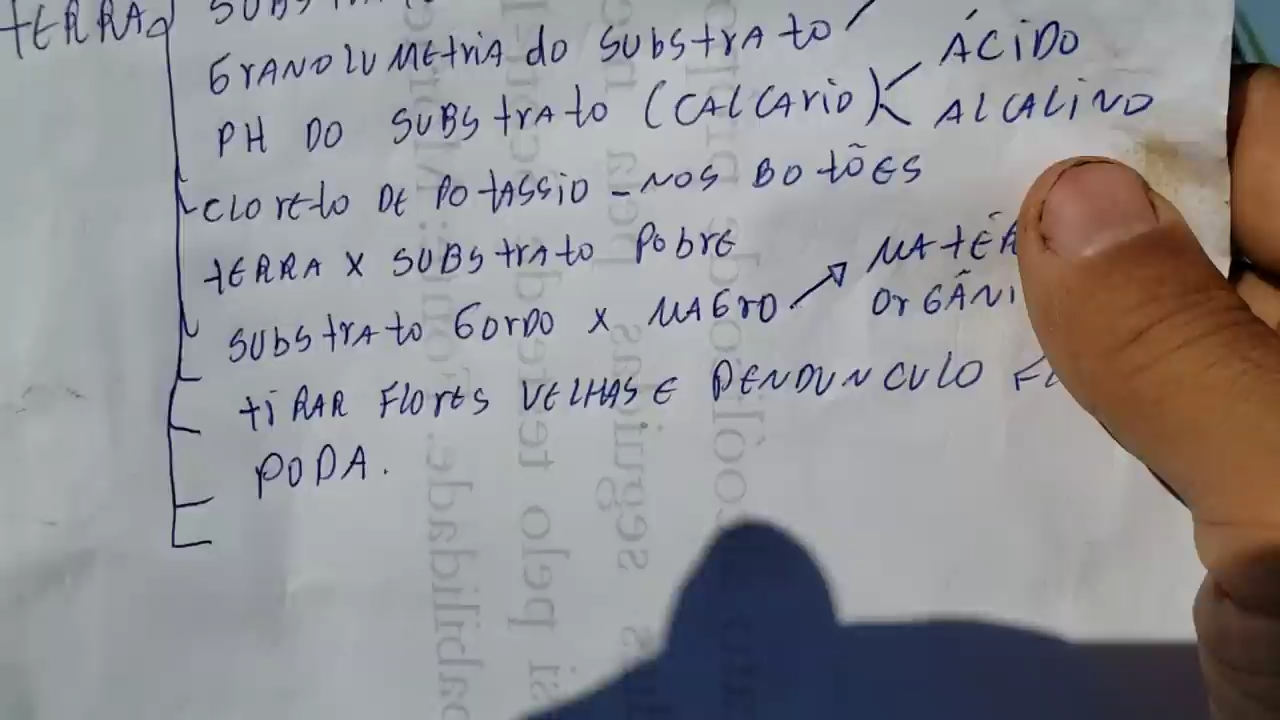 TERRA
GRANOLUMETRIA DO SUBSTRATO
ÁCIDO
PH DO SUBSTRATO (CALCARIO)
ALCALINO
CLORETO DE POTASSIO - NOS BOTÕES
TERRA X SUBSTRATO POBRE
SUBSTRATO GORDO X MAGRO → MATÉR
ORGÂNI
TIRAR FLORES VELHAS E PENDUNCULO
PODA.